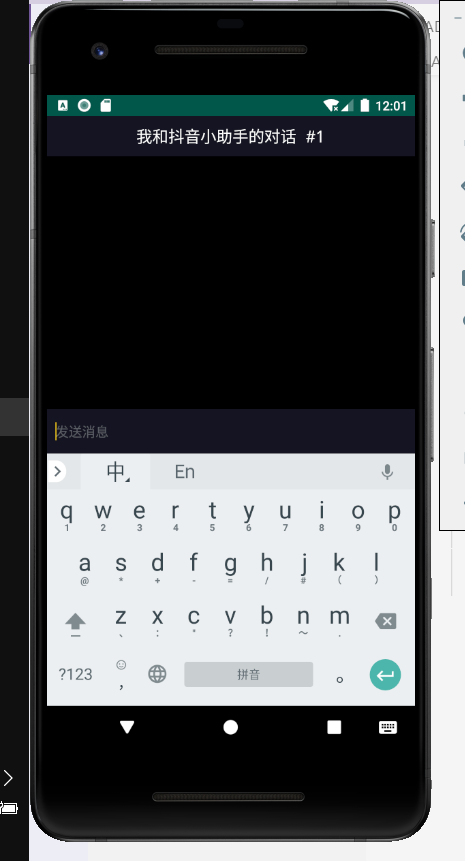 AD
A
12:01
我和抖音小助手的对话 #1
发送消息
中 En
q w e r t y u i o p
1 2 3 4 5 6 7 8 9 0
a s d f g h j k l
@ * + - = / # ( )
z x c v b n m
、 : " ? ! ～ .
?123 , 拼音 。